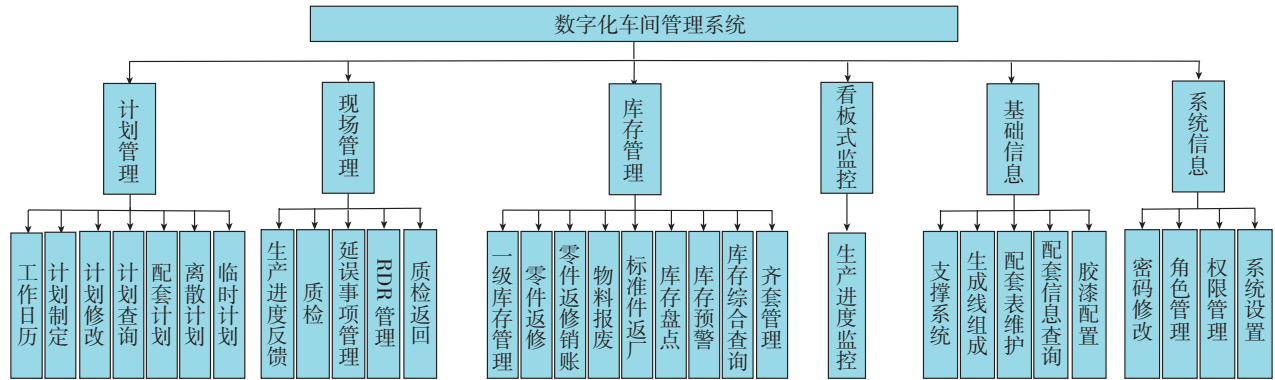 数字化车间管理系统
计划管理
现场管理
库存管理
看板式监控
基础信息
系统信息
工作日历
计划制定
计划修改
计划查询
配套计划
离散计划
临时计划
生产进度反馈
质检
延误事项管理
RDR 管理
质检返回
一级库存管理
零件返修
零件返修销账
物料报废
标准件返厂
库存盘点
库存预警
库存综合查询
齐套管理
生产进度监控
支撑系统
生成线组成
配套表维护
配套信息查询
胶漆配置
密码修改
角色管理
权限管理
系统设置